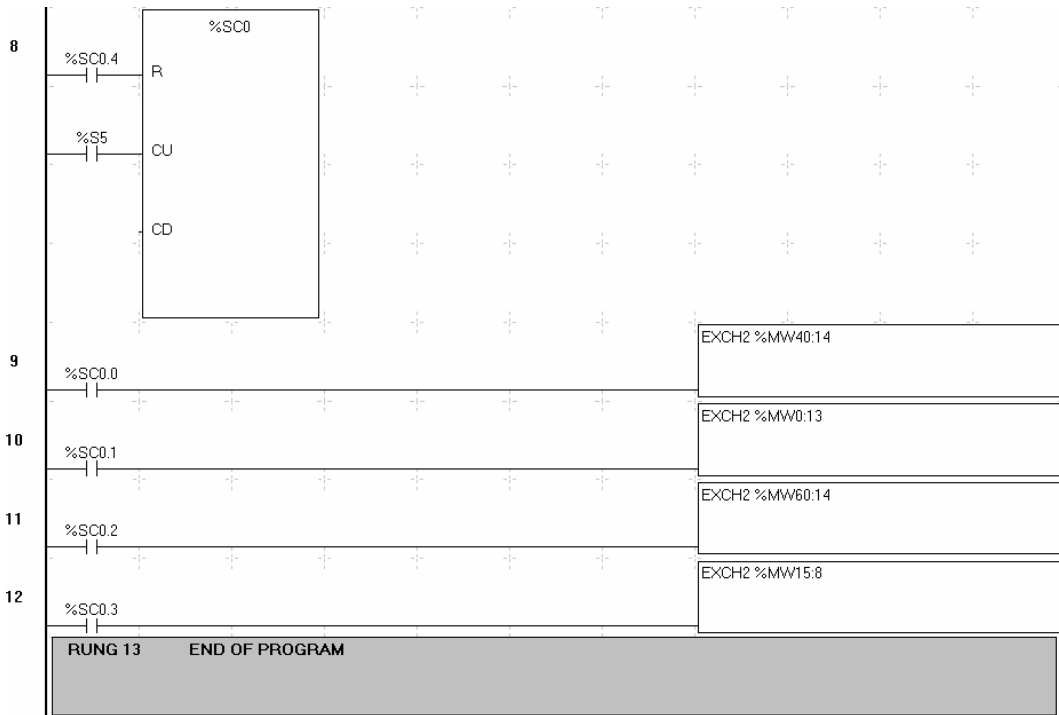 %SC0
8
%SC0.4
R
%S5
CU
CD
EXCH2 %MW40:14
9
%SC0.0
EXCH2 %MW0:13
10
%SC0.1
EXCH2 %MW60:14
11
%SC0.2
EXCH2 %MW15:8
12
%SC0.3
RUNG 13 END OF PROGRAM